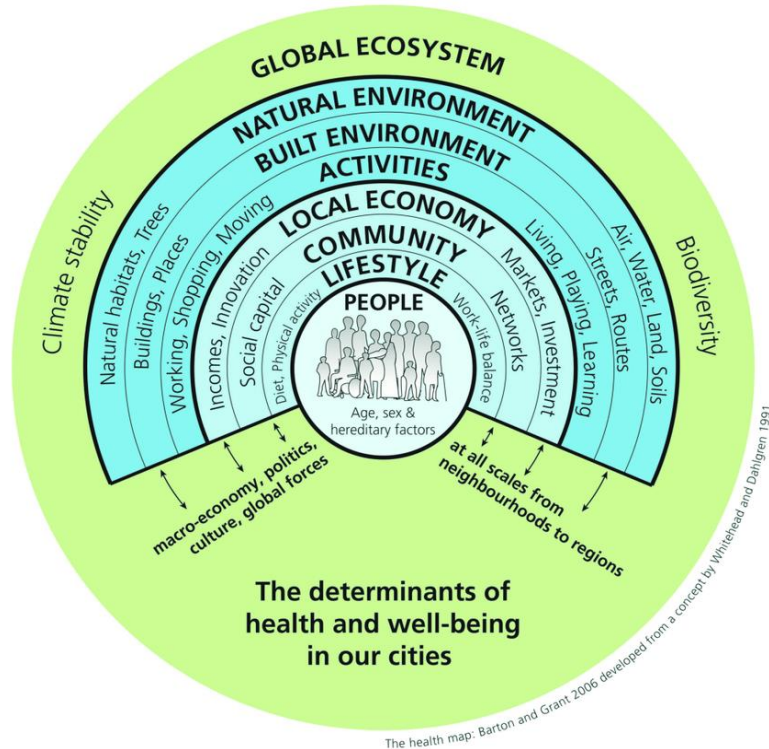 GLOBAL ECOSYSTEM
NATURAL ENVIRONMENT
BUILT ENVIRONMENT
ACTIVITIES
LOCAL ECONOMY
COMMUNITY
LIFESTYLE
PEOPLE
Age, sex &
hereditary factors
Climate stability
Natural habitats, Trees
Buildings, Places
Working, Shopping, Moving
Incomes, Innovation
Social capital
Diet, Physical activity
Work-life balance
Networks
Markets, Investment
Living, Playing, Learning
Streets, Routes
Air, Water, Land, Soils
Biodiversity
macro-economy, politics,
culture, global forces
at all scales from
neighbourhoods to regions
The determinants of
health and well-being
in our cities
The health map: Barton and Grant 2006 developed from a concept by Whitehead and Dahlgren 1991